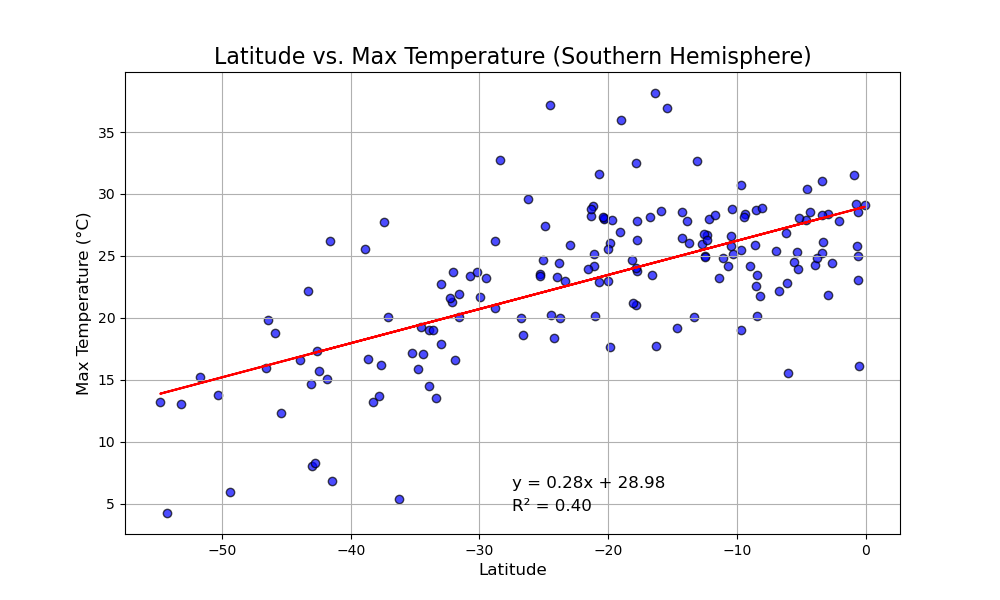 Latitude vs. Max Temperature (Southern Hemisphere)
Max Temperature (°C)
35
30
25
20
15
10
5
y = 0.28x + 28.98
R² = 0.40
−50 −40 −30 −20 −10 0
Latitude